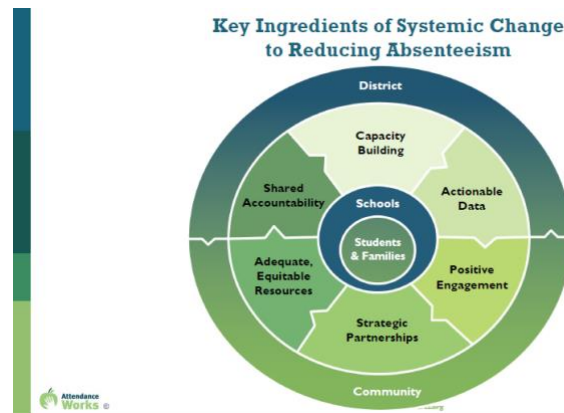 Key Ingredients of Systemic Change
to Reducing Absenteeism
District
Capacity
Building
Shared
Accountability
Actionable
Data
Schools
Students
& Families
Adequate,
Equitable
Resources
Positive
Engagement
Strategic
Partnerships
Community
Attendance
Works ©